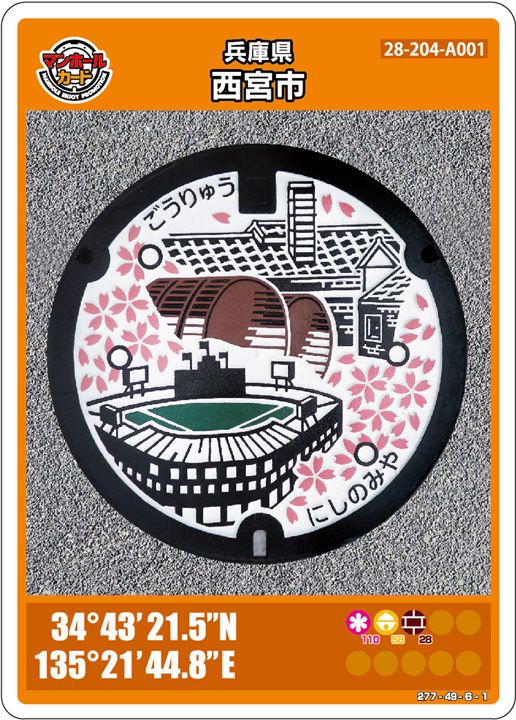 マンホール
カード
MANHOLE ENJOY PRODUCTION
兵庫県
西宮市
28-204-A001
ごうりゅう
にしのみや
34°43'21.5"N
135°21'44.8"E
110
58
28
277-49-6-1